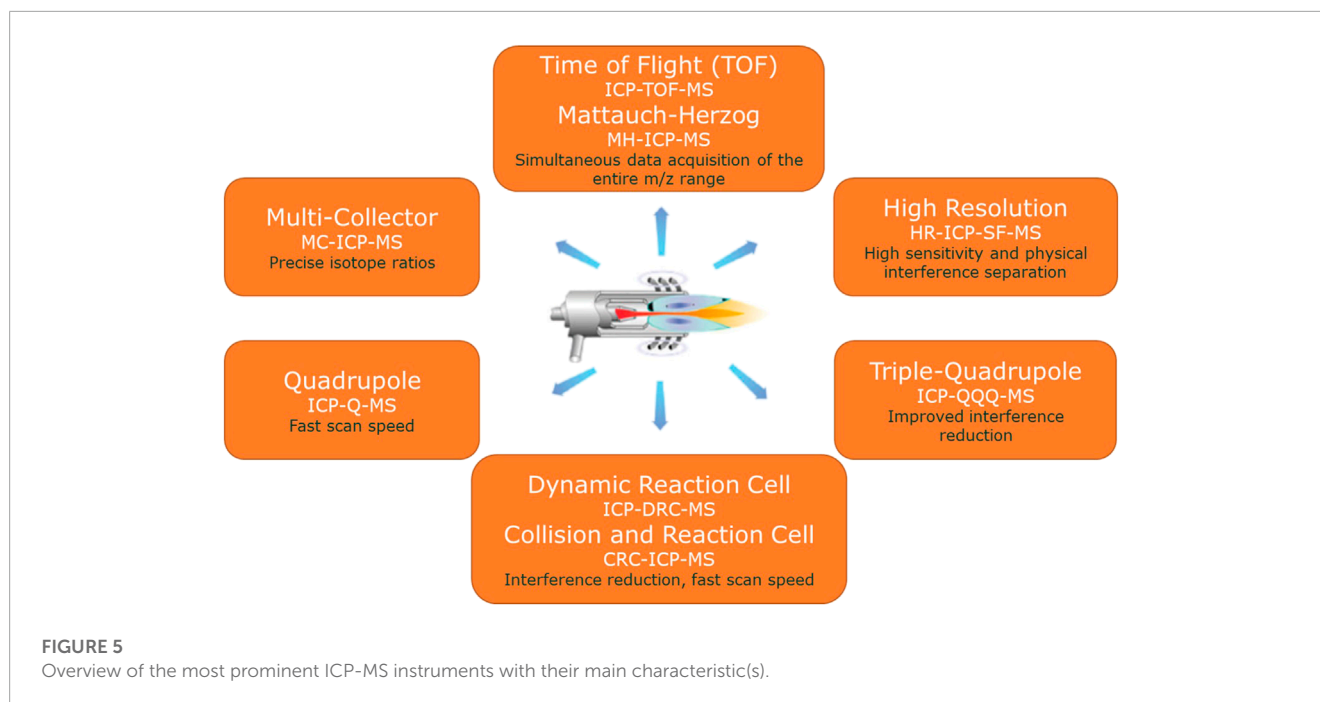 Time of Flight (TOF)
ICP-TOF-MS
Mattauch-Herzog
MH-ICP-MS
Simultaneous data acquisition of the
entire m/z range
Multi-Collector
MC-ICP-MS
Precise isotope ratios
High Resolution
HR-ICP-SF-MS
High sensitivity and physical
interference separation
Quadrupole
ICP-Q-MS
Fast scan speed
Triple-Quadrupole
ICP-QQQ-MS
Improved interference
reduction
Dynamic Reaction Cell
ICP-DRC-MS
Collision and Reaction Cell
CRC-ICP-MS
Interference reduction, fast scan speed
FIGURE 5
Overview of the most prominent ICP-MS instruments with their main characteristic(s).